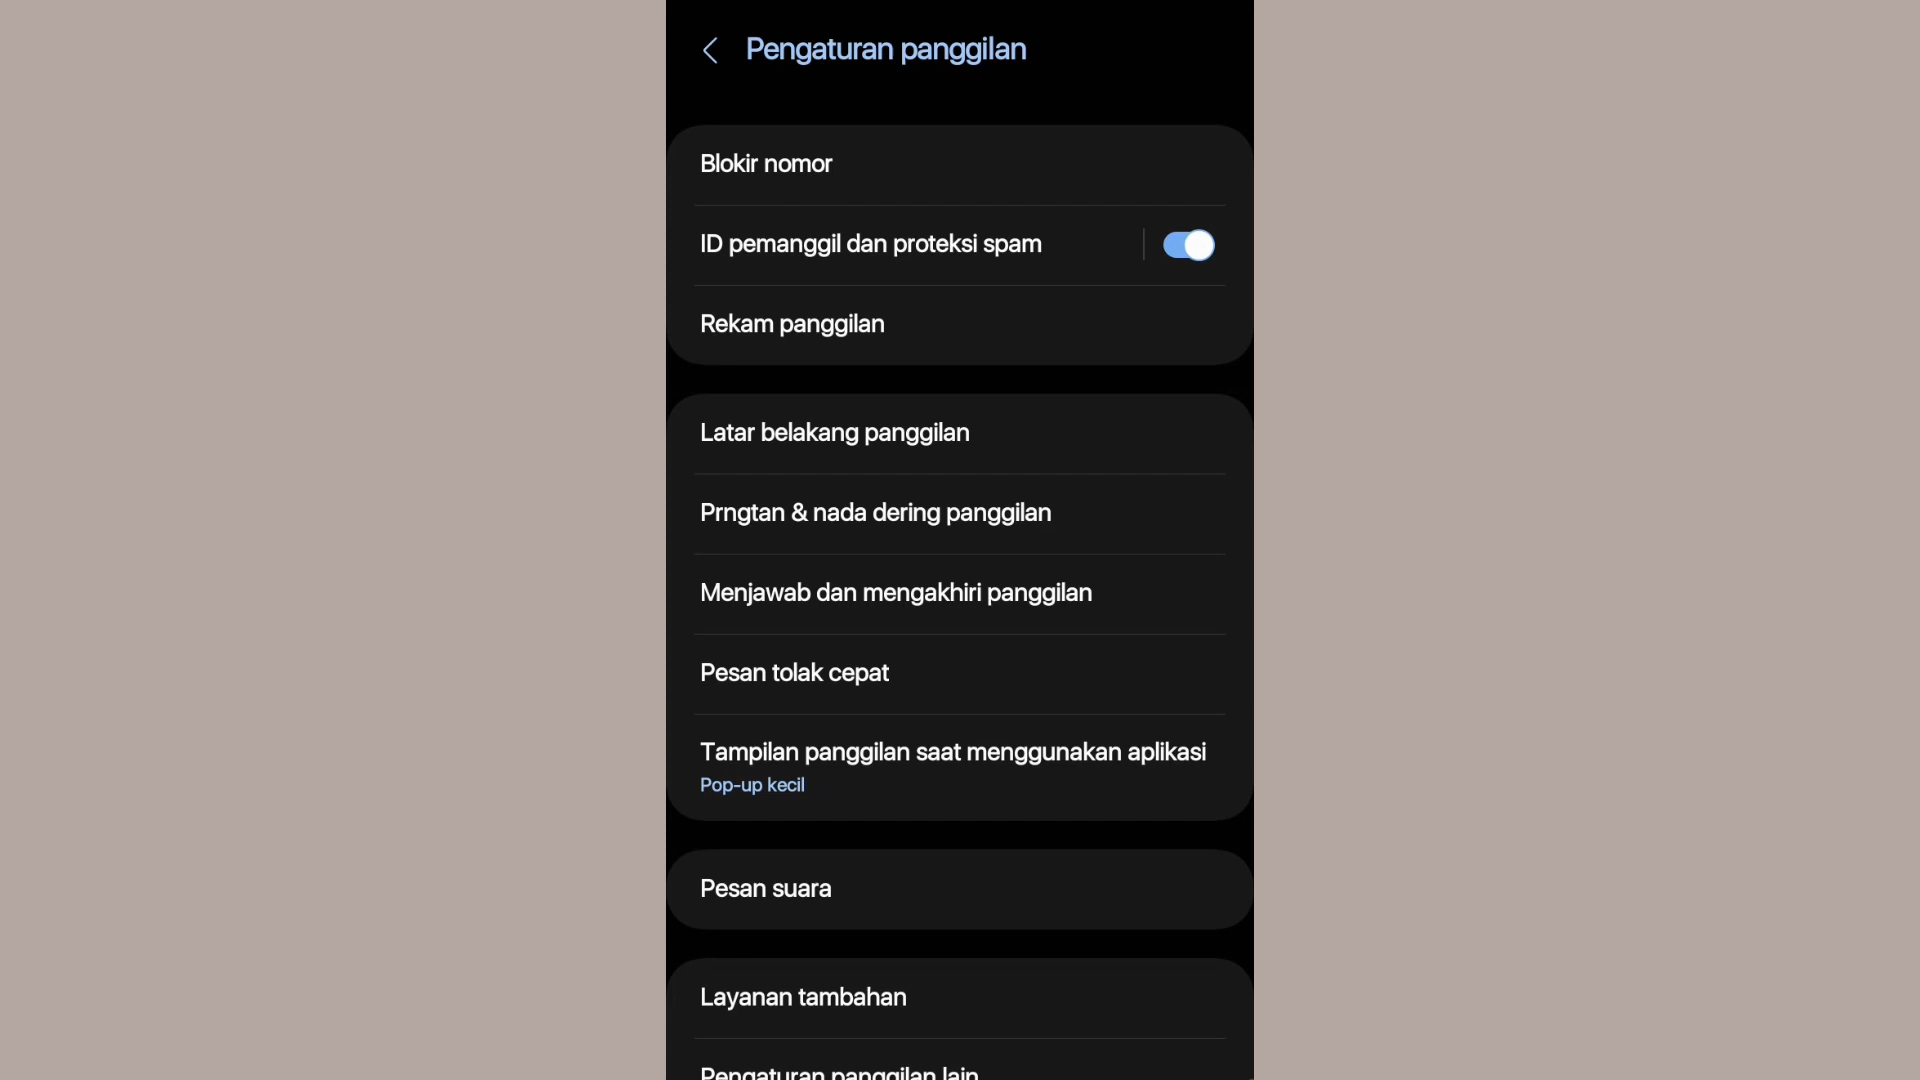 Pengaturan panggilan
Blokir nomor
ID pemanggil dan proteksi spam
Rekam panggilan
Latar belakang panggilan
Prngtan & nada dering panggilan
Menjawab dan mengakhiri panggilan
Pesan tolak cepat
Tampilan panggilan saat menggunakan aplikasi
Pop-up kecil
Pesan suara
Layanan tambahan
Pengaturan panggilan lain